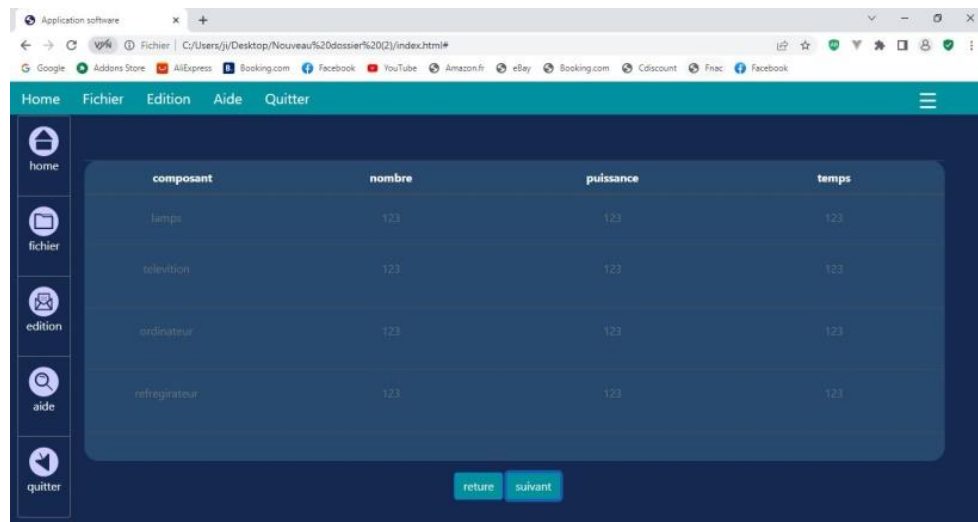 Application software
Fichier | C:/Users/ji/Desktop/Nouveau%20dossier%20(2)/index.html#
Google Addons Store AliExpress Booking.com Facebook YouTube Amazon.fr eBay Booking.com Cdiscount Fnac Facebook
Home Fichier Edition Aide Quitter
home
composant nombre puissance temps
lamps 123 123 123
fichier
televition 123 123 123
edition
ordinateur 123 123 123
refregirateur 123 123 123
aide
quitter
reture suivant